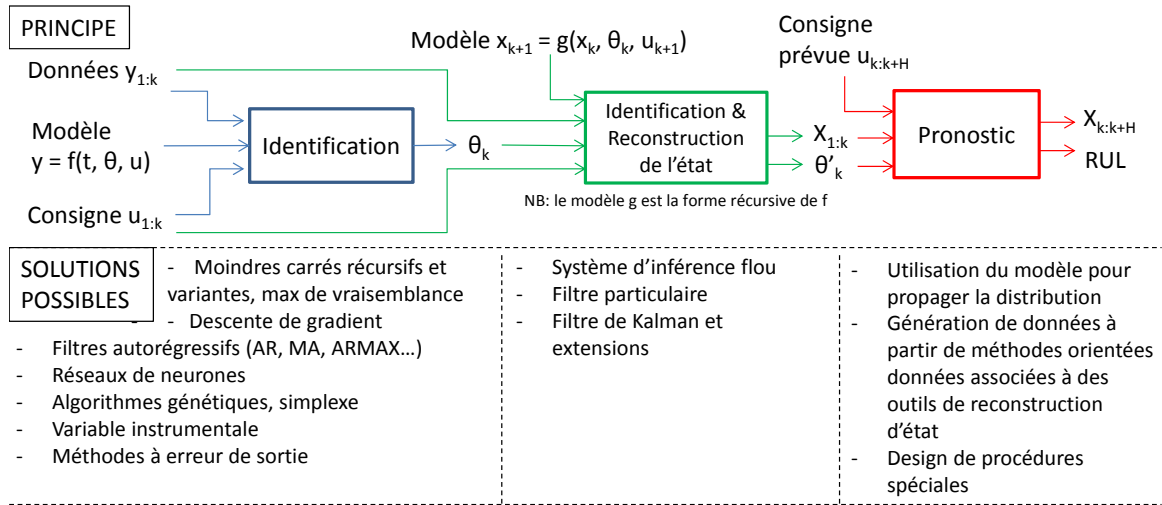 PRINCIPE
Données y1:k
Modèle
y = f(t, θ, u)
Consigne u1:k
Identification
θk
Modèle xk+1 = g(xk, θk, uk+1)
Identification &
Reconstruction
de l'état
NB: le modèle g est la forme récursive de f
X1:k
θ'k
Consigne
prévue uk:k+H
Pronostic
Xk:k+H
RUL
SOLUTIONS
POSSIBLES
- Moindres carrés récursifs et
variantes, max de vraisemblance
- - Descente de gradient
- Filtres autorégressifs (AR, MA, ARMAX…)
- Réseaux de neurones
- Algorithmes génétiques, simplexe
- Variable instrumentale
- Méthodes à erreur de sortie
- Système d'inférence flou
- Filtre particulaire
- Filtre de Kalman et
extensions
- Utilisation du modèle pour
propager la distribution
- Génération de données à
partir de méthodes orientées
données associées à des
outils de reconstruction
d'état
- Design de procédures
spéciales